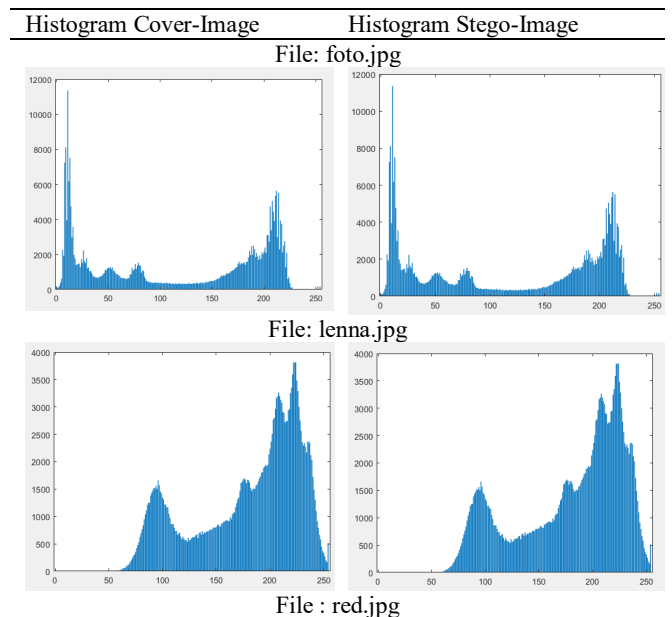 Histogram Cover-Image Histogram Stego-Image
File: foto.jpg
12000 12000
10000 10000
8000 8000
6000 6000
4000 4000
2000 2000
0 0
0 50 100 150 200 250 0 50 100 150 200 250
File: lenna.jpg
4000 4000
3500 3500
3000 3000
2500 2500
2000 2000
1500 1500
1000 1000
500 500
0 0
0 50 100 150 200 250 0 50 100 150 200 250
File : red.jpg